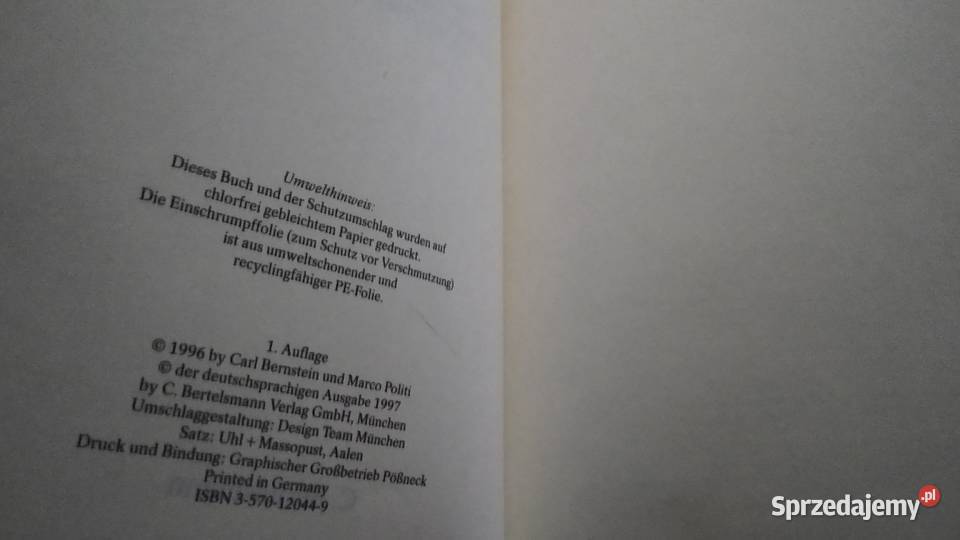 Umwelthinweis:
Dieses Buch und der Schutzumschlag wurden auf
chlorfrei gebleichtem Papier gedruckt.
Die Einschrumpffolie (zum Schutz vor Verschmutzung)
ist aus umweltschonender und
recyclingfähiger PE-Folie.
1. Auflage
© 1996 by Carl Bernstein und Marco Politi
© der deutschsprachigen Ausgabe 1997
by C. Bertelsmann Verlag GmbH, München
Umschlaggestaltung: Design Team München
Satz: Uhl + Massopust, Aalen
Druck und Bindung: Graphischer Großbetrieb Pößneck
Printed in Germany
ISBN 3-570-12044-9
Sprzedajemy.pl